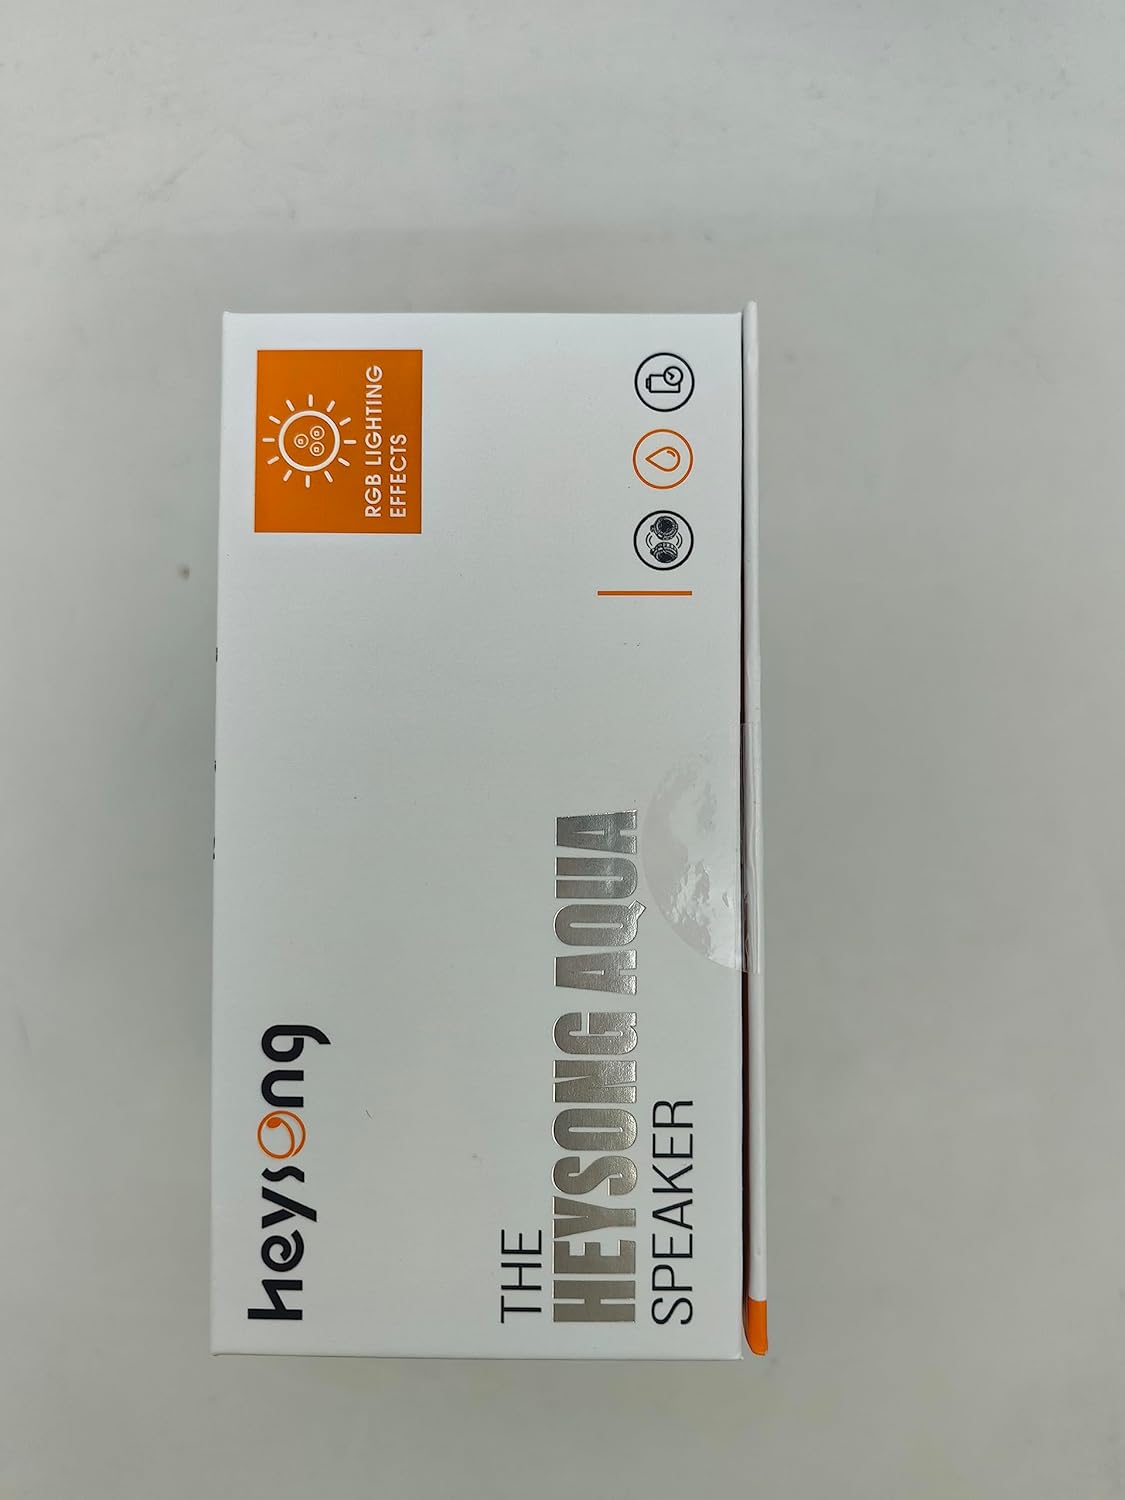 heysong
RGB LIGHTING
EFFECTS
THE
HEYSONG AQUA
SPEAKER